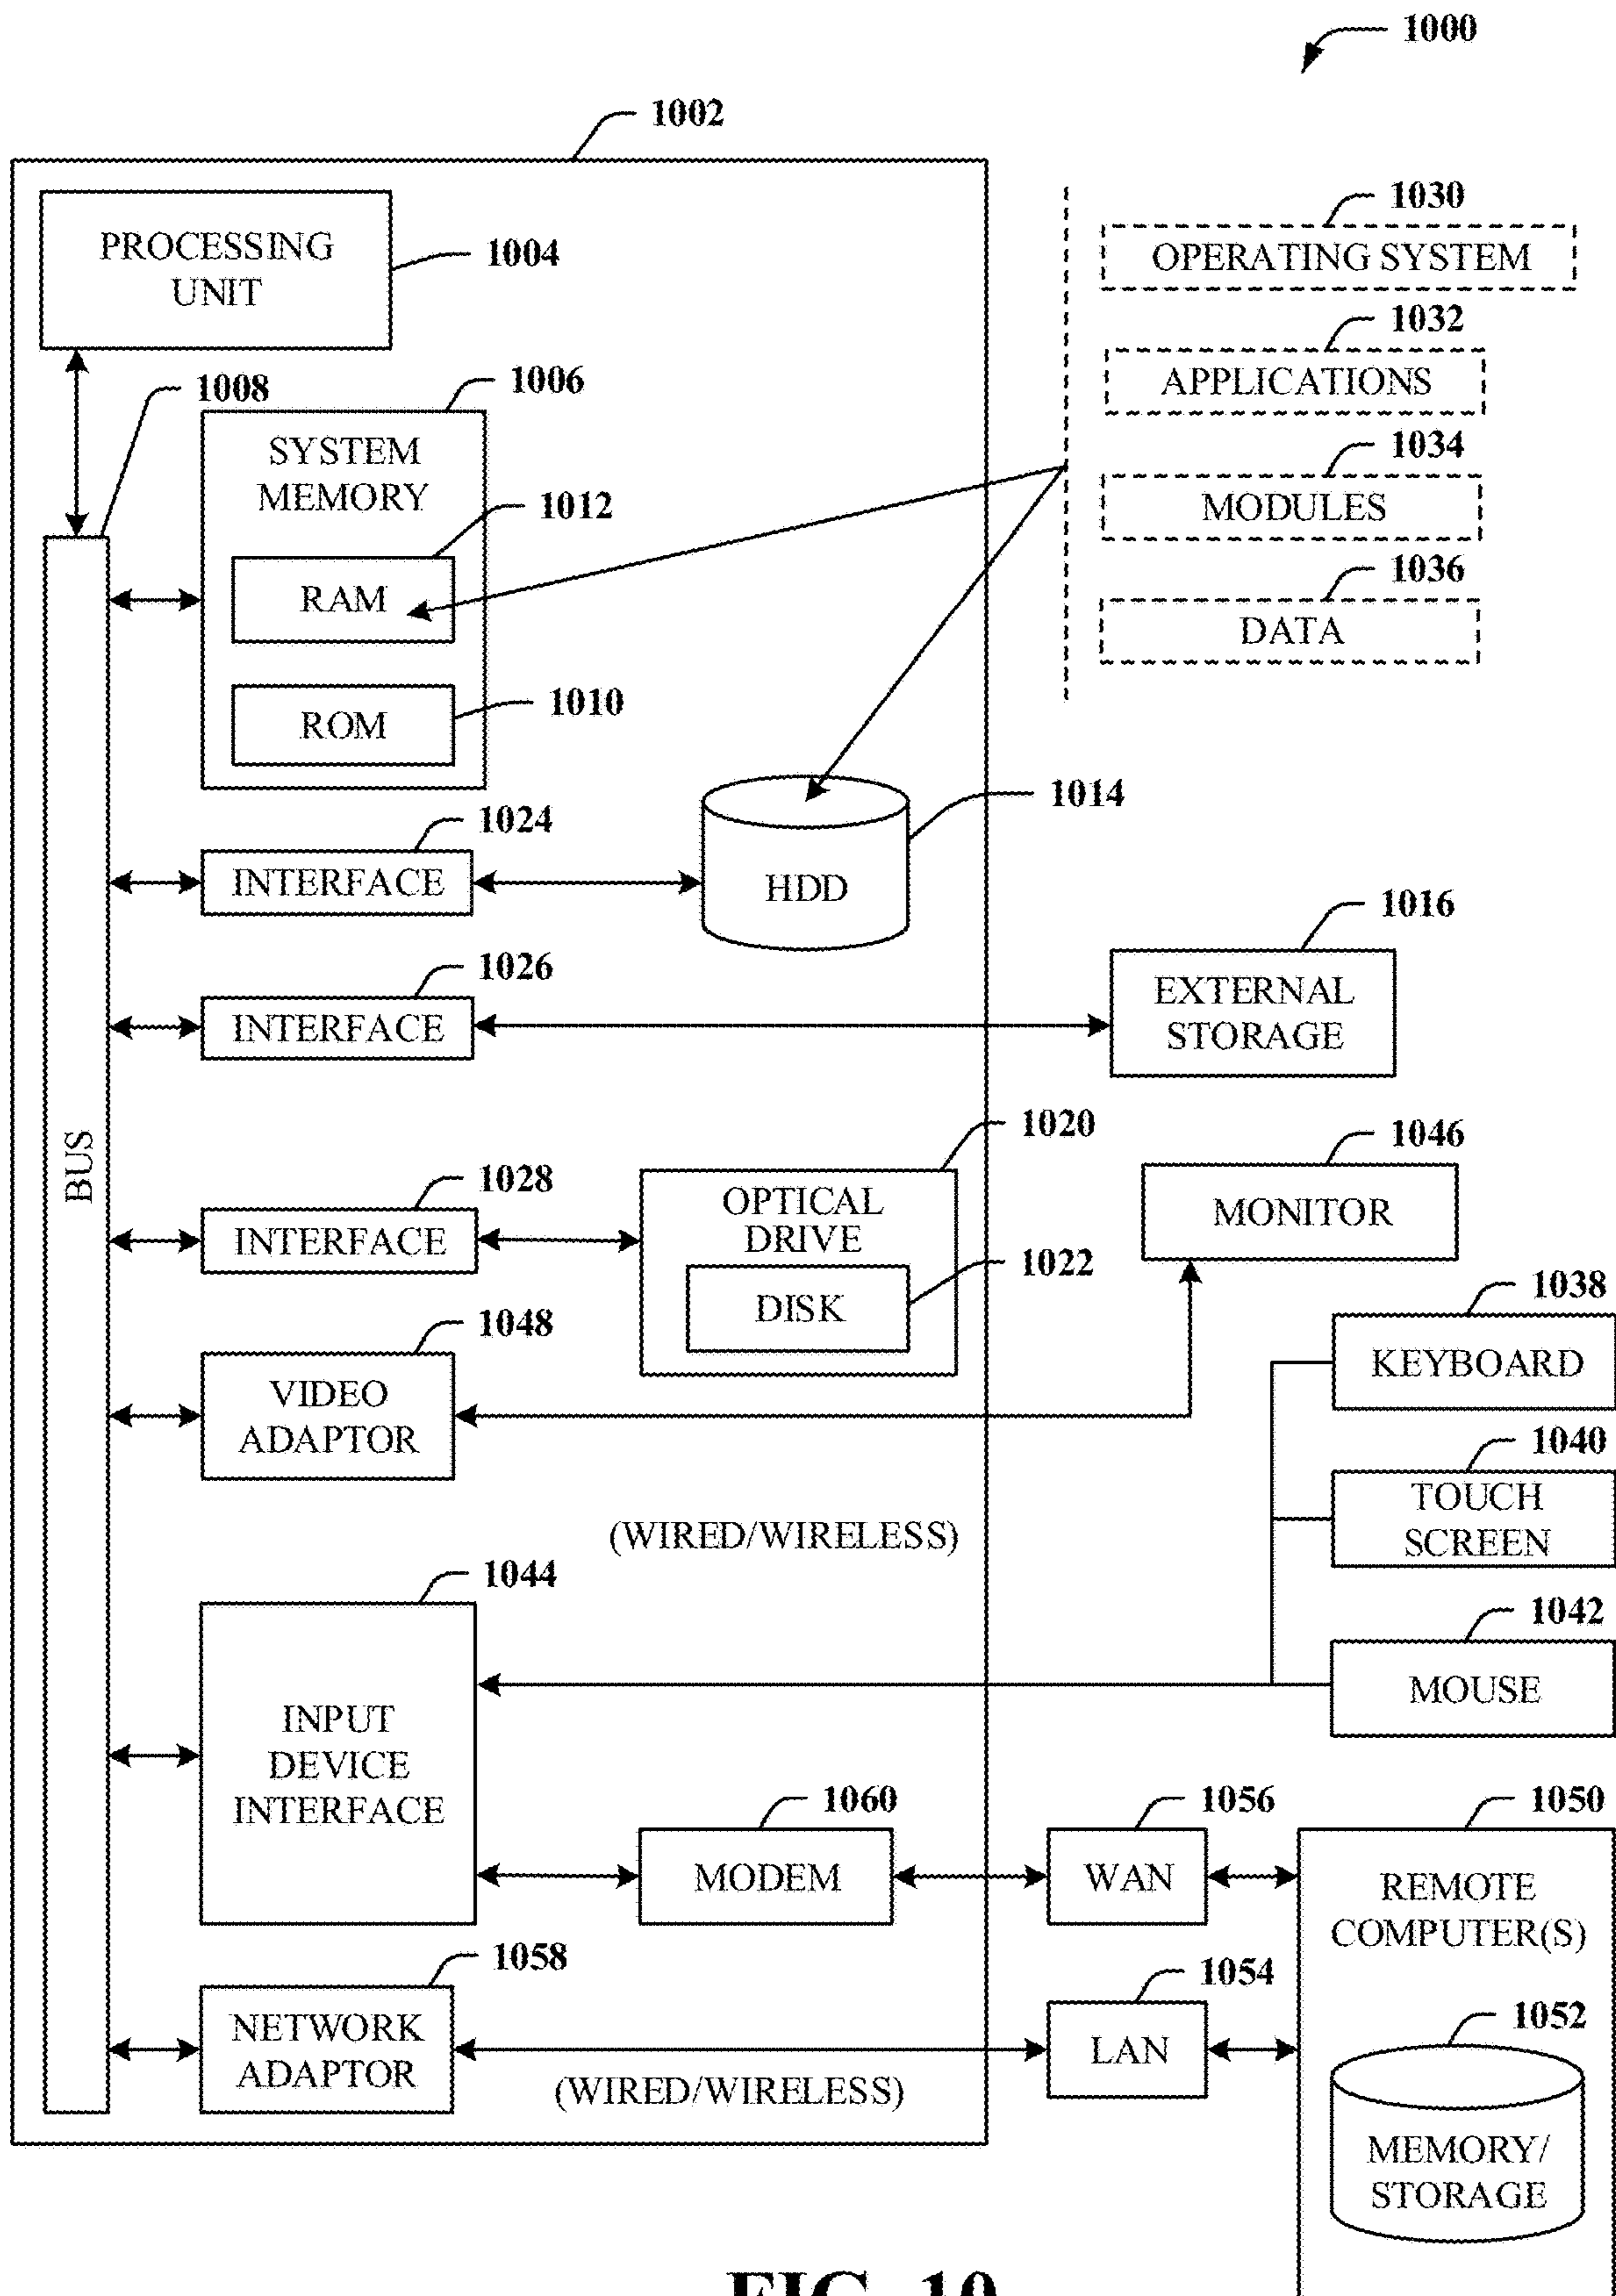 1000
1002
1030
PROCESSING
UNIT
1004
OPERATING SYSTEM
1032
1008
1006
APPLICATIONS
SYSTEM
MEMORY
1034
1012
MODULES
RAM
1036
DATA
1010
ROM
1014
1024
INTERFACE
HDD
1016
1026
EXTERNAL
STORAGE
INTERFACE
BUS
1020
1046
1028
OPTICAL
DRIVE
MONITOR
INTERFACE
1022
1038
DISK
1048
KEYBOARD
VIDEO
ADAPTOR
1040
TOUCH
SCREEN
(WIRED/WIRELESS)
1044
1042
MOUSE
INPUT
DEVICE
INTERFACE
1060
1056
1050
MODEM
WAN
REMOTE
COMPUTER(S)
1058
1054
NETWORK
ADAPTOR
LAN
1052
(WIRED/WIRELESS)
MEMORY/
STORAGE
FIG. 10